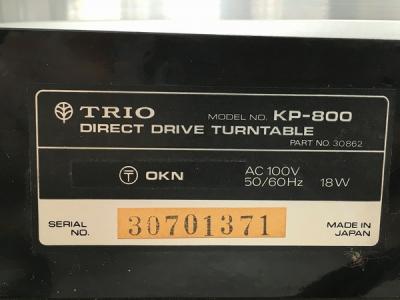 TRIO MODEL NO. KP-800
DIRECT DRIVE TURNTABLE
PART NO. 30862
T OKN AC 100V
50/60Hz 18W
SERIAL NO. 30701371
MADE IN JAPAN